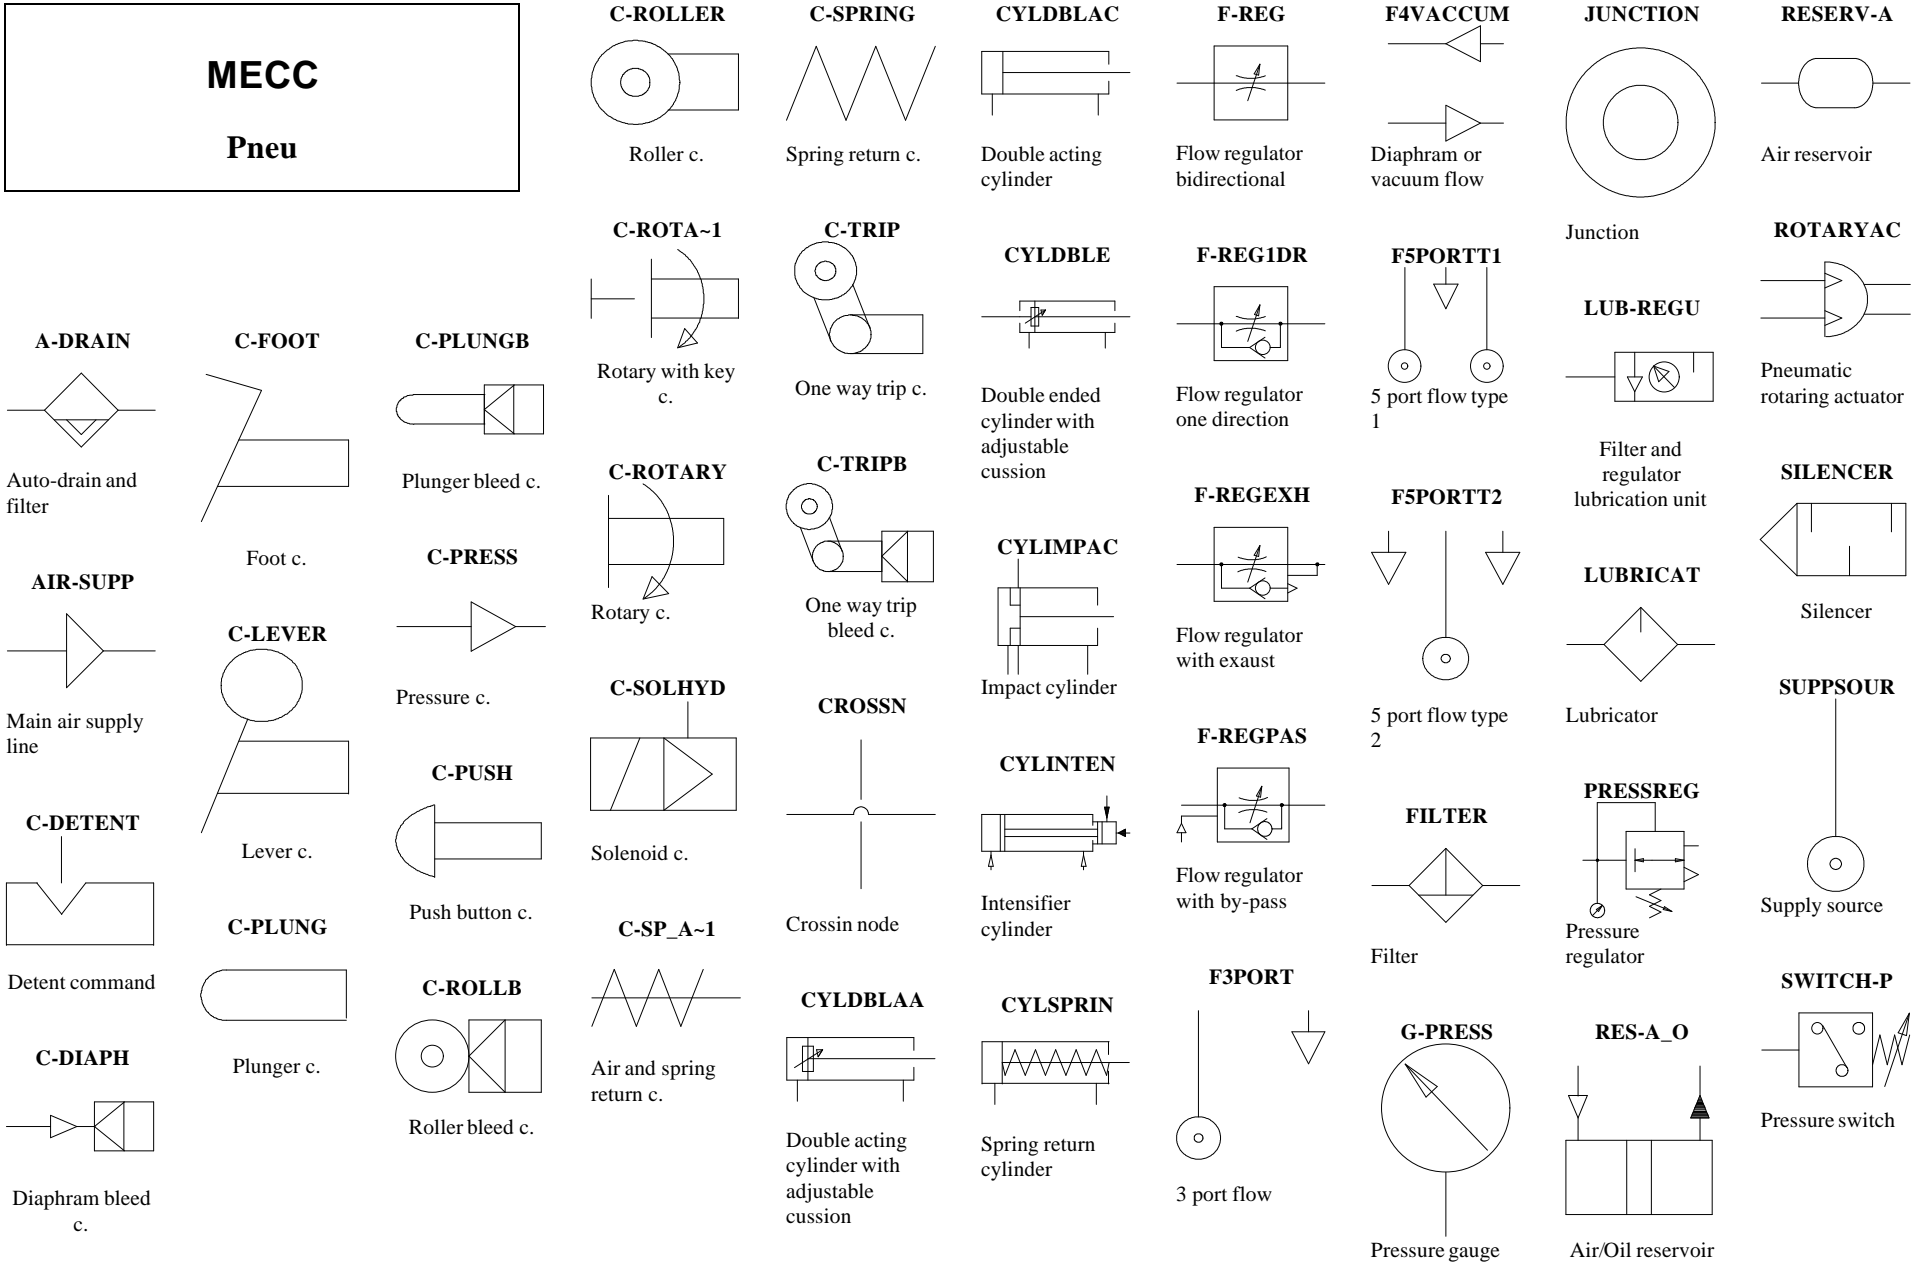 MECC
Pneu
A-DRAIN
Auto-drain and
filter
AIR-SUPP
Main air supply
line
C-DETENT
Detent command
C-DIAPH
Diaphram bleed
c.
C-FOOT
Foot c.
C-LEVER
Lever c.
C-PLUNG
Plunger c.
C-PLUNGB
Plunger bleed c.
C-PRESS
Pressure c.
C-PUSH
Push button c.
C-ROLLB
Roller bleed c.
C-ROLLER
Roller c.
C-ROTA~1
Rotary with key
c.
C-ROTARY
Rotary c.
C-SOLHYD
Solenoid c.
C-SP_A~1
Air and spring
return c.
C-SPRING
Spring return c.
C-TRIP
One way trip c.
C-TRIPB
One way trip
bleed c.
CROSSN
Crossin node
CYLDBLAA
Double acting
cylinder with
adjustable
cussion
CYLDBLAC
Double acting
cylinder
CYLDBLE
Double ended
cylinder with
adjustable
cussion
CYLIMPAC
Impact cylinder
CYLINTEN
Intensifier
cylinder
CYLSPRIN
Spring return
cylinder
F-REG
Flow regulator
bidirectional
F-REG1DR
Flow regulator
one direction
F-REGEXH
Flow regulator
with exaust
F-REGPAS
Flow regulator
with by-pass
F3PORT
3 port flow
F4VACCUM
Diaphram or
vacuum flow
F5PORTT1
5 port flow type
1
F5PORTT2
5 port flow type
2
FILTER
Filter
G-PRESS
Pressure gauge
JUNCTION
Junction
LUB-REGU
Filter and
regulator
lubrication unit
LUBRICAT
Lubricator
PRESSREG
Pressure
regulator
RES-A_O
Air/Oil reservoir
RESERV-A
Air reservoir
ROTARYAC
Pneumatic
rotaring actuator
SILENCER
Silencer
SUPPSOUR
Supply source
SWITCH-P
Pressure switch